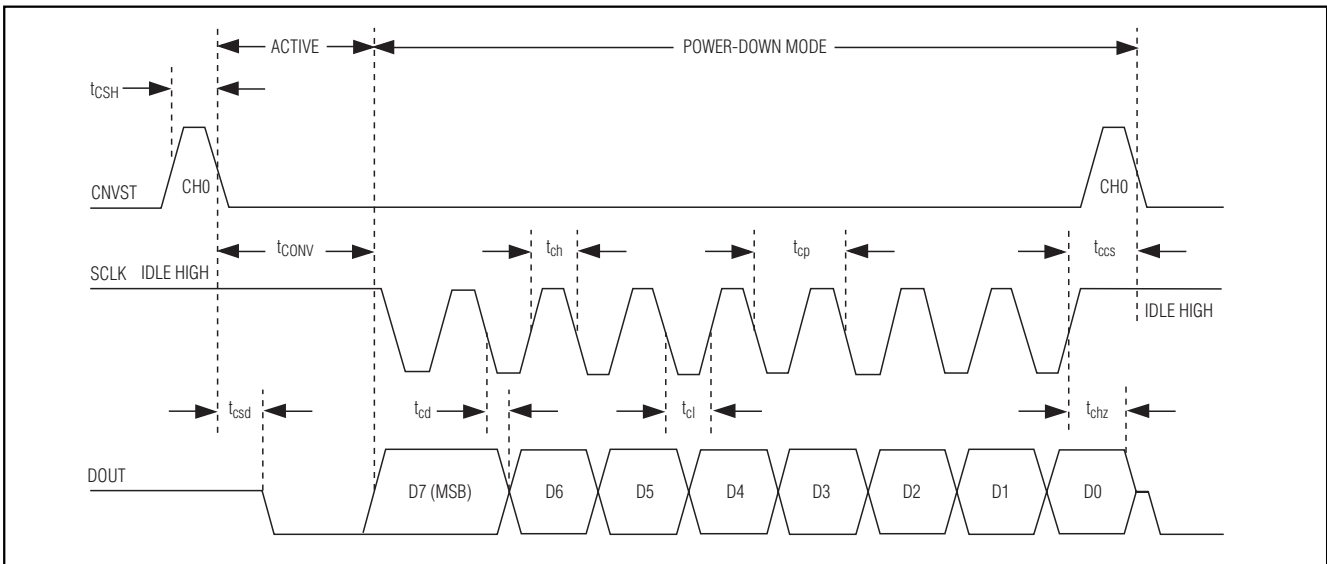 ACTIVE
POWER-DOWN MODE
tCSH
CNVST
CH0
CH0
tCONV
tch
tcp
tccs
SCLK IDLE HIGH
IDLE HIGH
tcsd
tcd
tcl
tchz
DOUT
D7 (MSB)
D6
D5
D4
D3
D2
D1
D0